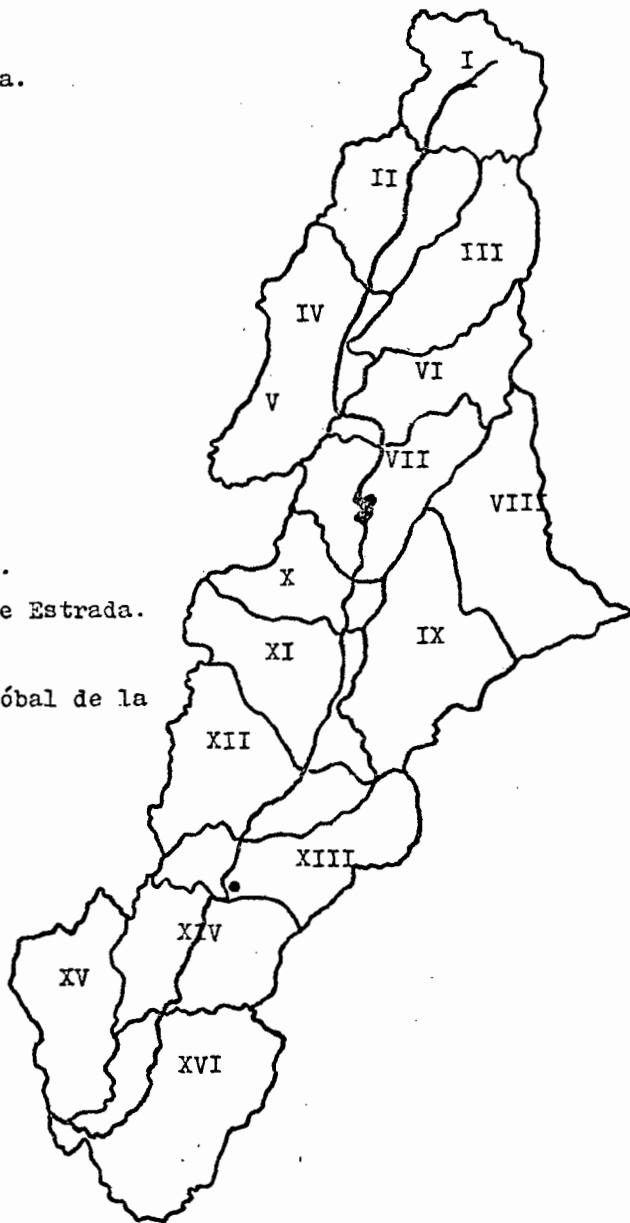 I
a.
II
III
IV
VI
V
VII
VIII
.
X
e Estrada.
IX
XI
óbal de la
XII
XIII
XIV
XV
XVI